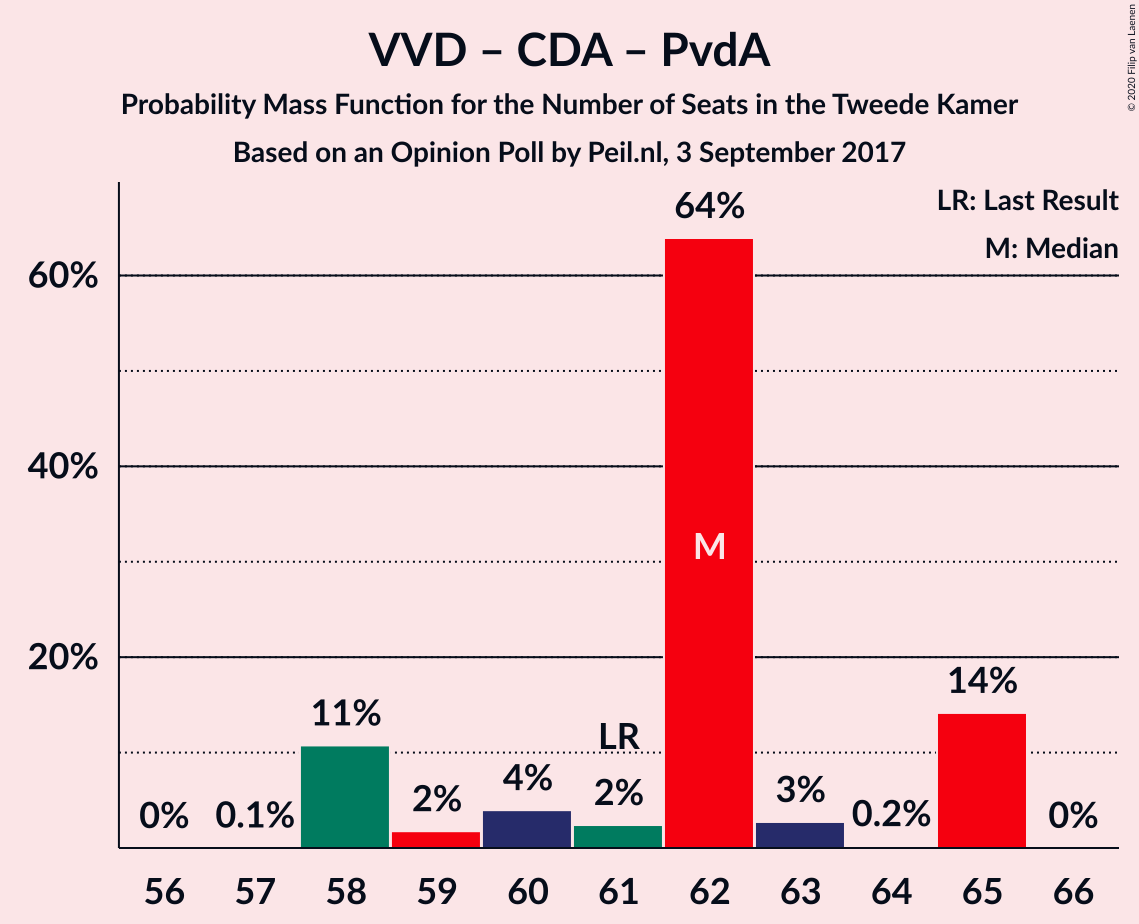 VVD – CDA – PvdA
Probability Mass Function for the Number of Seats in the Tweede Kamer
Based on an Opinion Poll by Peil.nl, 3 September 2017
© 2020 Filip van Laenen
LR: Last Result
M: Median
60%
40%
20%
0%
0.1%
11%
2%
4%
LR
2%
64%
M
3%
0.2%
14%
0%
56 57 58 59 60 61 62 63 64 65 66